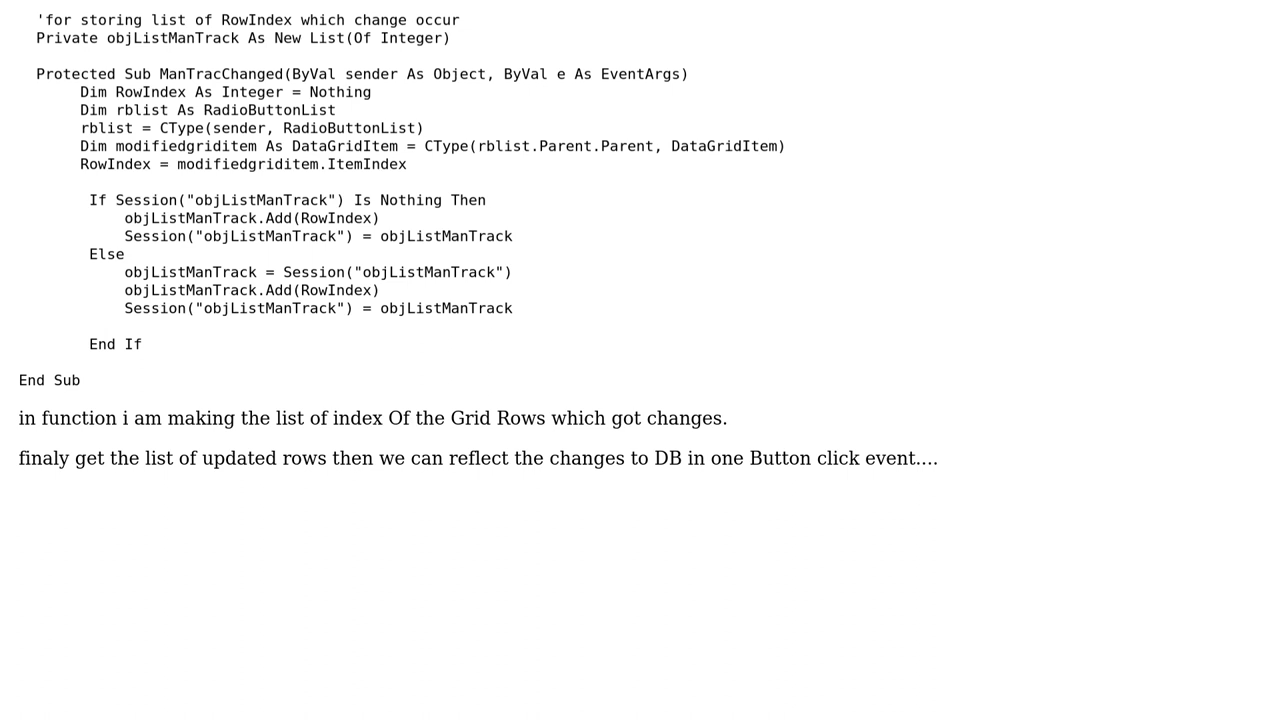 'for storing list of RowIndex which change occur
Private objListManTrack As New List(Of Integer)
Protected Sub ManTracChanged(ByVal sender As Object, ByVal e As EventArgs)
Dim RowIndex As Integer = Nothing
Dim rblist As RadioButtonList
rblist = CType(sender, RadioButtonList)
Dim modifiedgriditem As DataGridItem = CType(rblist.Parent.Parent, DataGridItem)
RowIndex = modifiedgriditem.ItemIndex
If Session("objListManTrack") Is Nothing Then
objListManTrack.Add(RowIndex)
Session("objListManTrack") = objListManTrack
Else
objListManTrack = Session("objListManTrack")
objListManTrack.Add(RowIndex)
Session("objListManTrack") = objListManTrack
End If
End Sub
in function i am making the list of index Of the Grid Rows which got changes.
finaly get the list of updated rows then we can reflect the changes to DB in one Button click event....